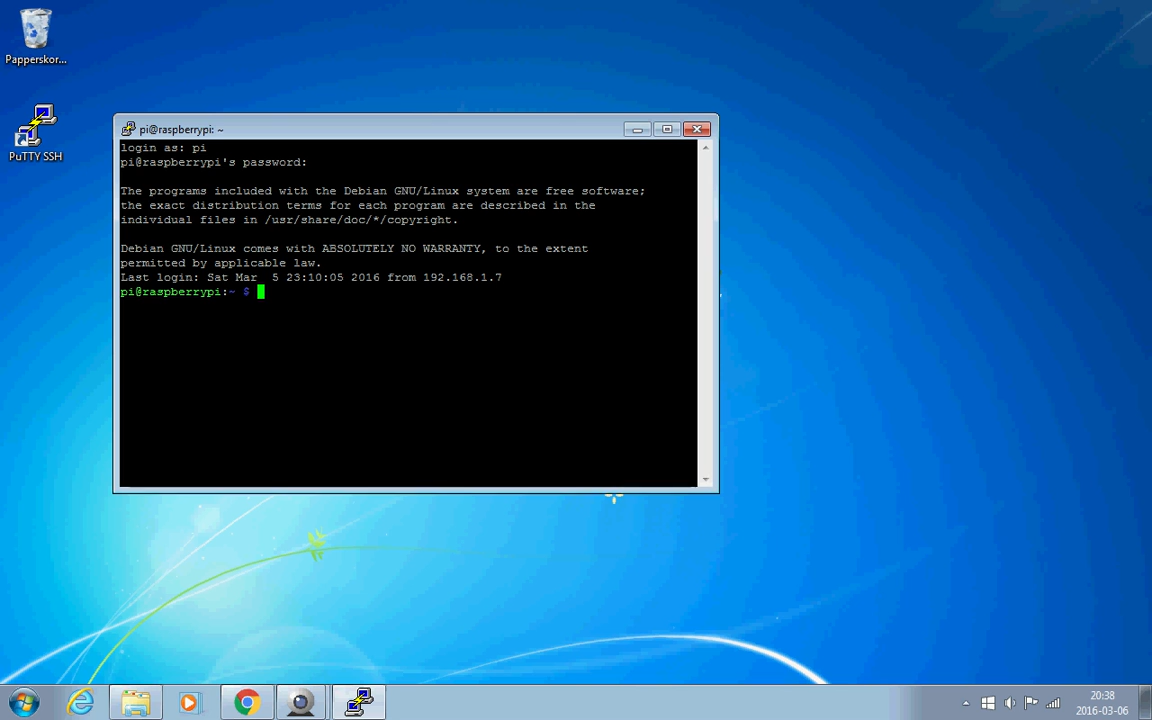 Papperskor...
PuTTY SSH
pi@raspberrypi: ~
login as: pi
pi@raspberrypi's password:
The programs included with the Debian GNU/Linux system are free software;
the exact distribution terms for each program are described in the
individual files in /usr/share/doc/*/copyright.
Debian GNU/Linux comes with ABSOLUTELY NO WARRANTY, to the extent
permitted by applicable law.
Last login: Sat Mar  5 23:10:05 2016 from 192.168.1.7
pi@raspberrypi:~ $
20:38
2016-03-06